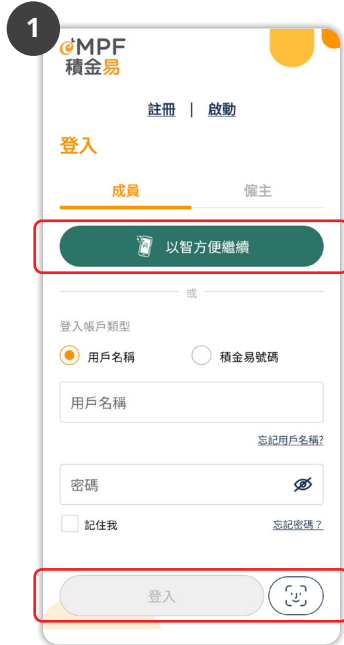 1
eMPF
積金易
註冊 | 啟動
登入
成員 僱主
以智方便繼續
或
登入帳戶類型
用戶名稱 積金易號碼
用戶名稱
忘記用戶名稱?
密碼
記住我 忘記密碼？
登入